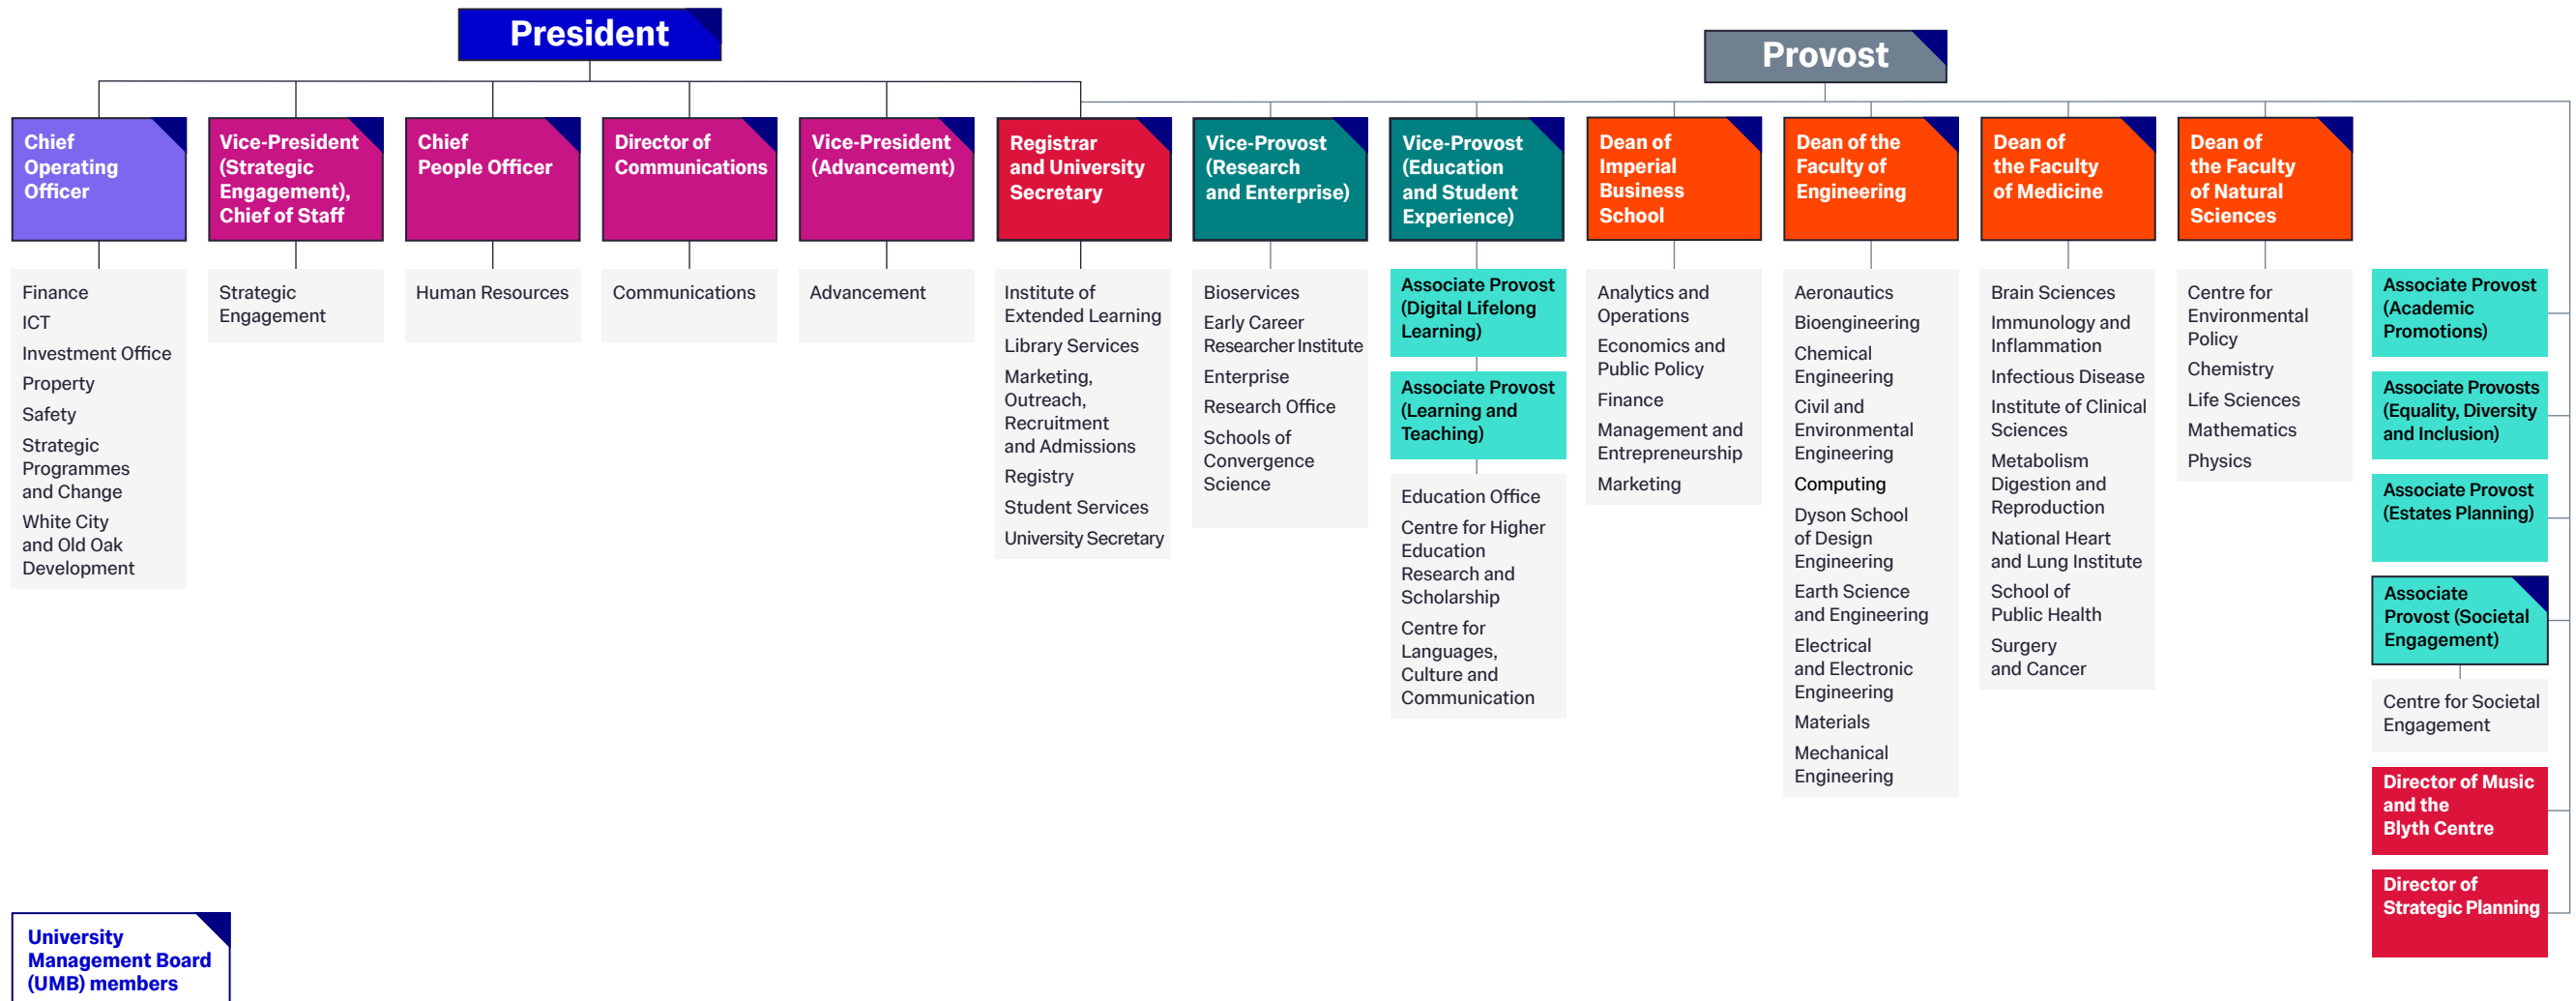 President
Provost
Chief
Operating
Officer
Vice-President
(Strategic
Engagement),
Chief of Staff
Chief
People Officer
Director of
Communications
Vice-President
(Advancement)
Registrar
and University
Secretary
Vice-Provost
(Research
and Enterprise)
Vice-Provost
(Education
and Student
Experience)
Dean of
Imperial
Business
School
Dean of the
Faculty of
Engineering
Dean of
the Faculty
of Medicine
Dean of
the Faculty
of Natural
Sciences
Finance
ICT
Investment Office
Property
Safety
Strategic
Programmes
and Change
White City
and Old Oak
Development
Strategic
Engagement
Human Resources
Communications
Advancement
Institute of
Extended Learning
Library Services
Marketing,
Outreach,
Recruitment
and Admissions
Registry
Student Services
University Secretary
Bioservices
Early Career
Researcher Institute
Enterprise
Research Office
Schools of
Convergence
Science
Associate Provost
(Digital Lifelong
Learning)
Associate Provost
(Learning and
Teaching)
Education Office
Centre for Higher
Education
Research and
Scholarship
Centre for
Languages,
Culture and
Communication
Analytics and
Operations
Economics and
Public Policy
Finance
Management and
Entrepreneurship
Marketing
Aeronautics
Bioengineering
Chemical
Engineering
Civil and
Environmental
Engineering
Computing
Dyson School
of Design
Engineering
Earth Science
and Engineering
Electrical
and Electronic
Engineering
Materials
Mechanical
Engineering
Brain Sciences
Immunology and
Inflammation
Infectious Disease
Institute of Clinical
Sciences
Metabolism
Digestion and
Reproduction
National Heart
and Lung Institute
School of
Public Health
Surgery
and Cancer
Centre for
Environmental
Policy
Chemistry
Life Sciences
Mathematics
Physics
Associate Provost
(Academic
Promotions)
Associate Provosts
(Equality, Diversity
and Inclusion)
Associate Provost
(Estates Planning)
Associate
Provost (Societal
Engagement)
Centre for Societal
Engagement
Director of Music
and the
Blyth Centre
Director of
Strategic Planning
University
Management Board
(UMB) members